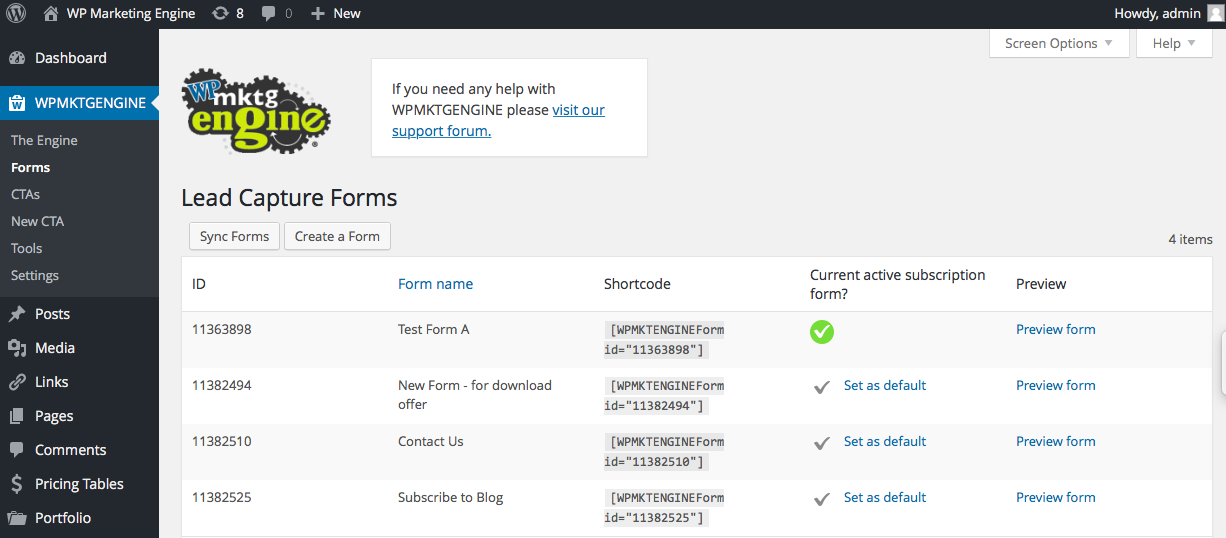 WP Marketing Engine 8 0 + New Howdy, admin
Screen Options Help
Dashboard
WPMKTGENGINE
The Engine
Forms
CTAs
New CTA
Tools
Settings
Posts
Media
Links
Pages
Comments
Pricing Tables
Portfolio
WP
mktg
engine
®
If you need any help with
WPMKTGENGINE please visit our
support forum.
Lead Capture Forms
Sync Forms Create a Form
4 items
ID Form name Shortcode Current active subscription
form? Preview
11363898 Test Form A [WPMKTENGINEForm
id="11363898"] Preview form
11382494 New Form - for download
offer [WPMKTENGINEForm
id="11382494"] Set as default Preview form
11382510 Contact Us [WPMKTENGINEForm
id="11382510"] Set as default Preview form
11382525 Subscribe to Blog [WPMKTENGINEForm
id="11382525"] Set as default Preview form